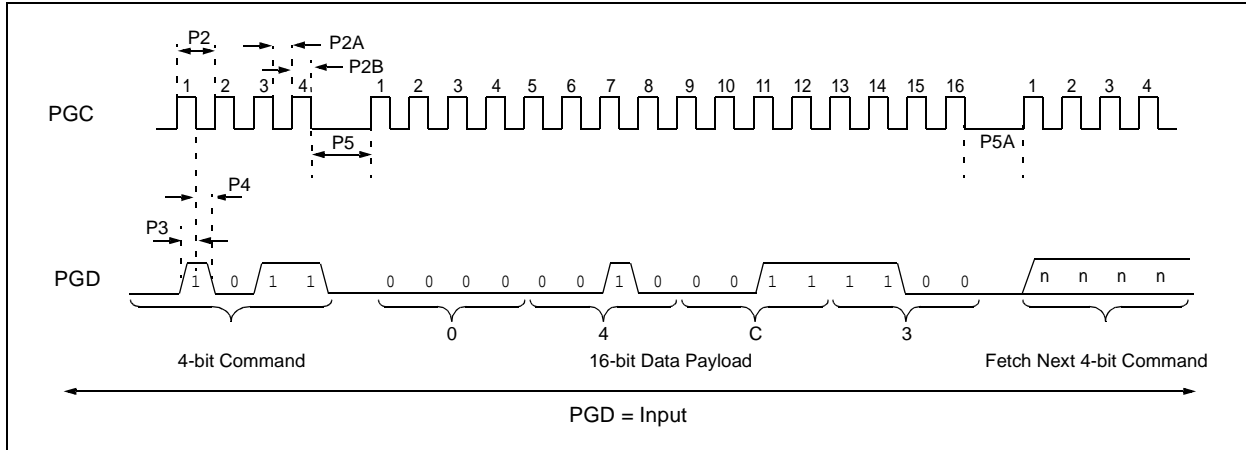 P2
P2A
P2B
1 2 3 4 1 2 3 4 5 6 7 8 9 10 11 12 13 14 15 16 1 2 3 4
PGC
P5
P5A
P4
P3
PGD
1 0 1 1 0 0 0 0 0 0 1 0 0 0 1 1 1 1 0 0 n n n n
0 4 C 3
4-bit Command 16-bit Data Payload Fetch Next 4-bit Command
PGD = Input